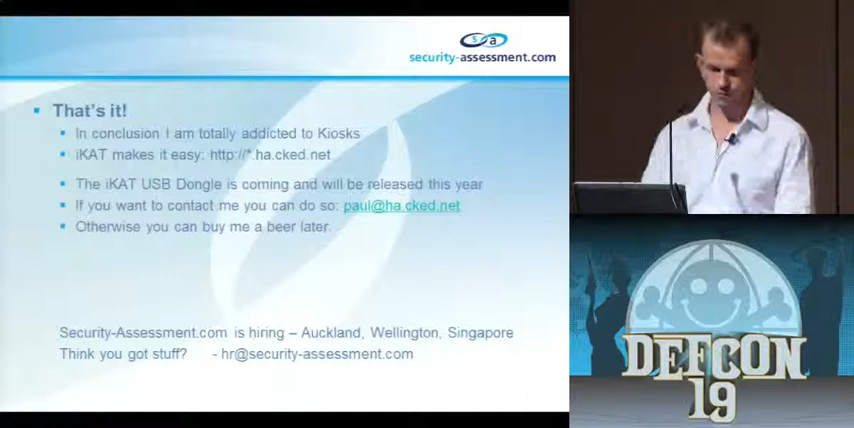 sa
security-assessment.com
That's it!
In conclusion I am totally addicted to Kiosks
iKAT makes it easy: http://*.ha.cked.net
The iKAT USB Dongle is coming and will be released this year
If you want to contact me you can do so: paul@ha.cked.net
Otherwise you can buy me a beer later.
Security-Assessment.com is hiring – Auckland, Wellington, Singapore
Think you got stuff? - hr@security-assessment.com
DEFCON
19